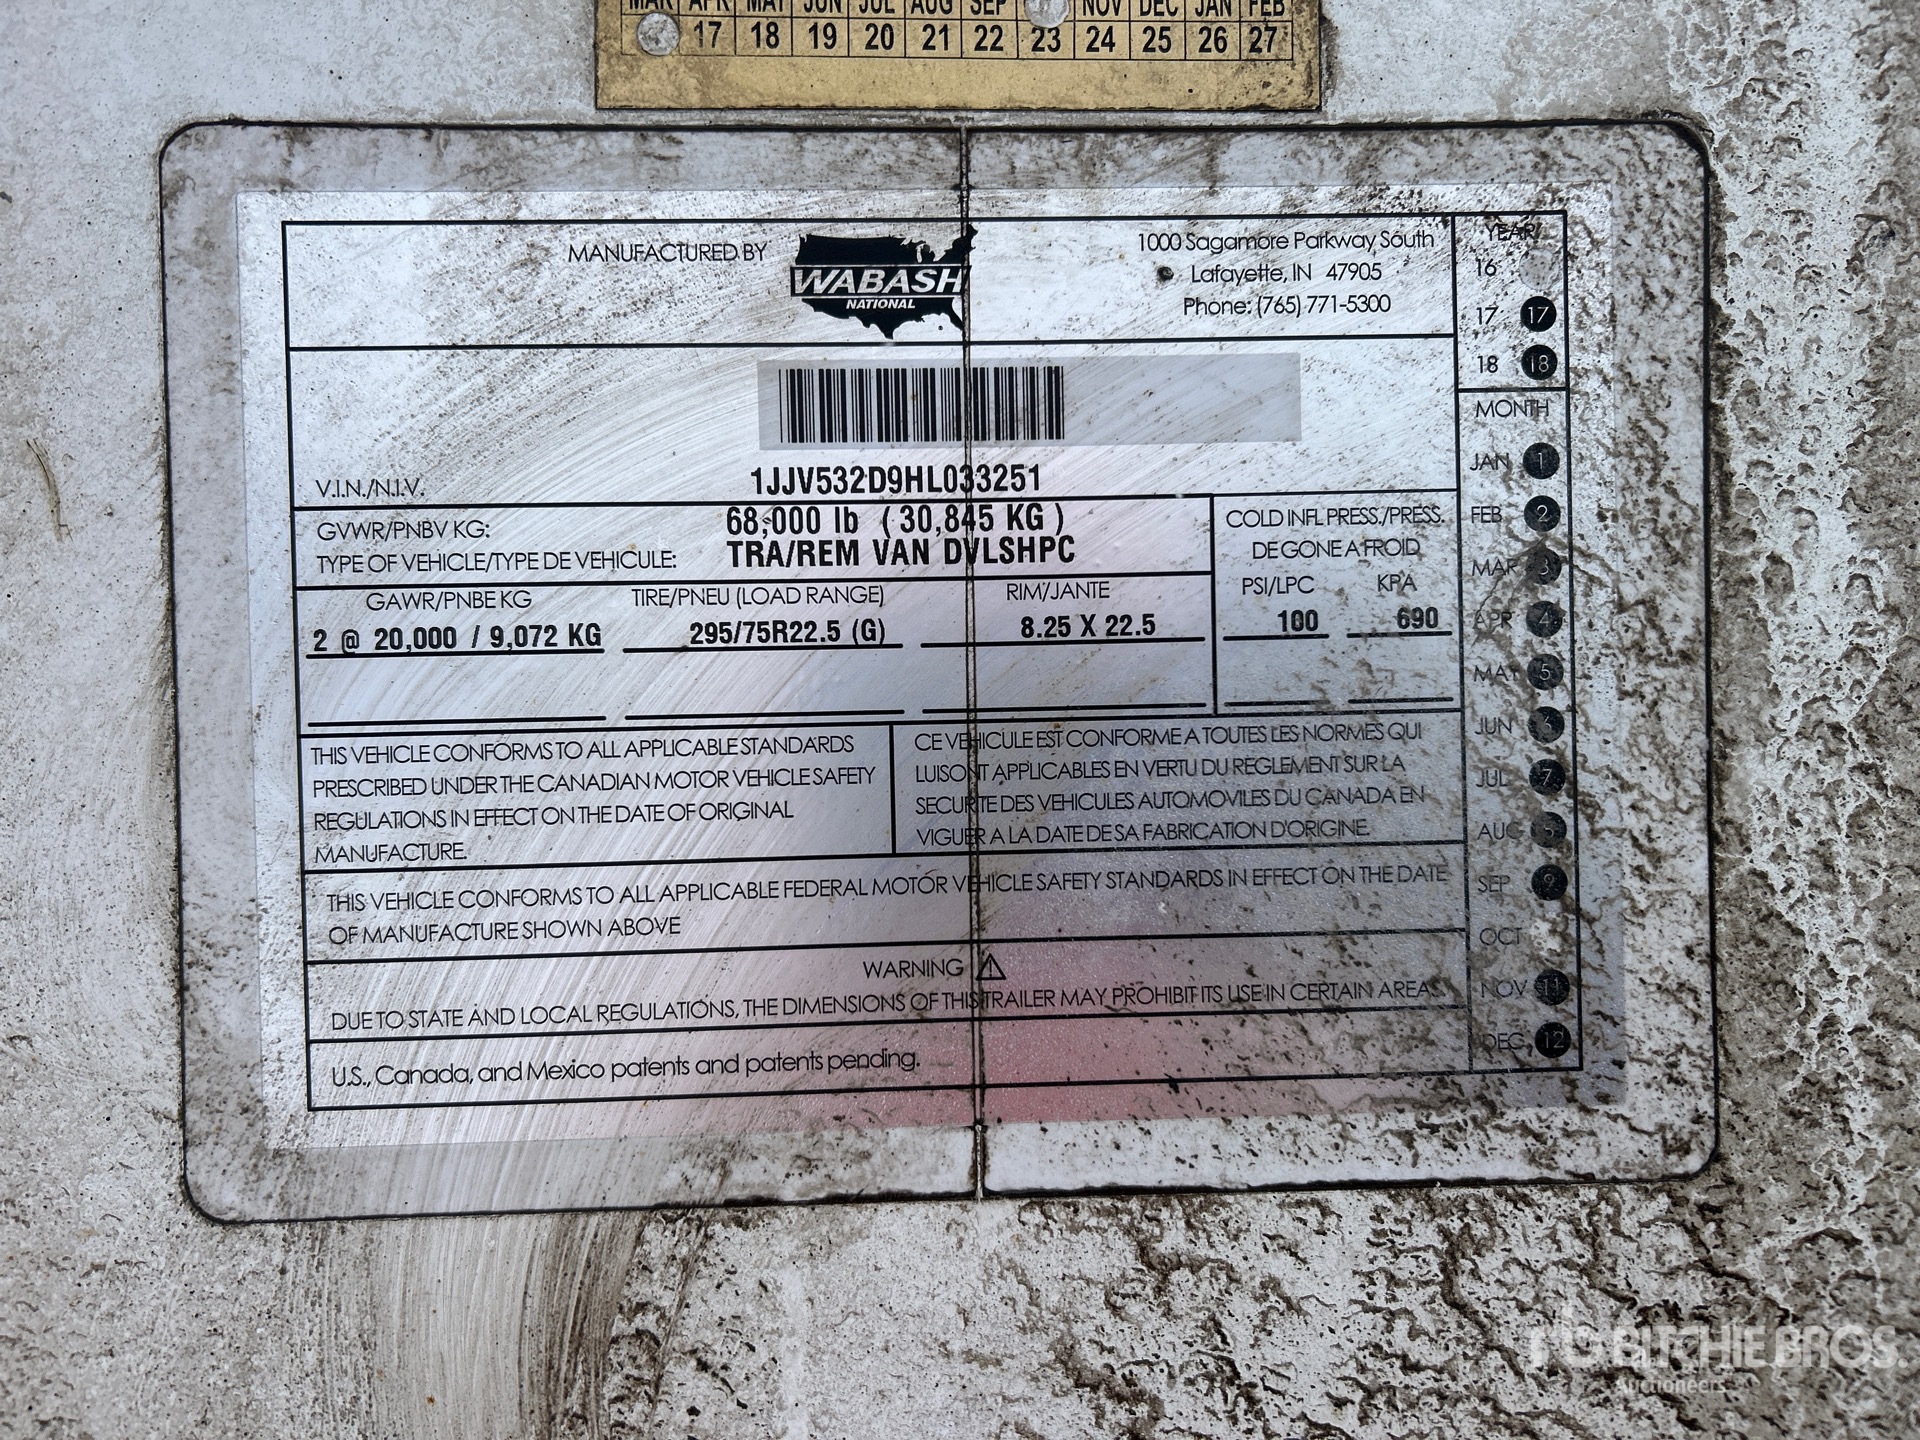 MAR APR MAY JUN JUL AUG SEP NOV DEC JAN FEB
17 18 19 20 21 22 23 24 25 26 27
MANUFACTURED BY
WABASH
NATIONAL
1000 Sagamore Parkway South
Lafayette, IN 47905
Phone: (765) 771-5300
V.I.N./N.I.V.
1JJV532D9HL033251
GVWR/PNBV KG:
68,000 lb ( 30,845 KG )
TYPE OF VEHICLE/TYPE DE VEHICULE:
TRA/REM VAN DVLSHPC
COLD INFL PRESS./PRESS.
DE GONE A FROID
PSI/LPC KPA
100 690
GAWR/PNBE KG TIRE/PNEU (LOAD RANGE) RIM/JANTE
2 @ 20,000 / 9,072 KG 295/75R22.5 (G) 8.25 X 22.5
THIS VEHICLE CONFORMS TO ALL APPLICABLE STANDARDS
PRESCRIBED UNDER THE CANADIAN MOTOR VEHICLE SAFETY
REGULATIONS IN EFFECT ON THE DATE OF ORIGINAL
MANUFACTURE.
CE VEHICULE EST CONFORME A TOUTES LES NORMES QUI
LUISONT APPLICABLES EN VERTU DU REGLEMENT SUR LA
SECURITE DES VEHICULES AUTOMOVILES DU CANADA EN
VIGUER A LA DATE DE SA FABRICATION D'ORIGINE.
THIS VEHICLE CONFORMS TO ALL APPLICABLE FEDERAL MOTOR VEHICLE SAFETY STANDARDS IN EFFECT ON THE DATE
OF MANUFACTURE SHOWN ABOVE
WARNING
DUE TO STATE AND LOCAL REGULATIONS, THE DIMENSIONS OF THIS TRAILER MAY PROHIBIT ITS USE IN CERTAIN AREAS.
U.S., Canada, and Mexico patents and patents pending.
YEAR
16
17 17
18 18
MONTH
JAN 1
FEB 2
MAR 3
APR 4
MAY 5
JUN
JUL 7
AUG
SEP 9
OCT
NOV 11
DEC 12
rb RITCHIE BROS.
Auctioneers